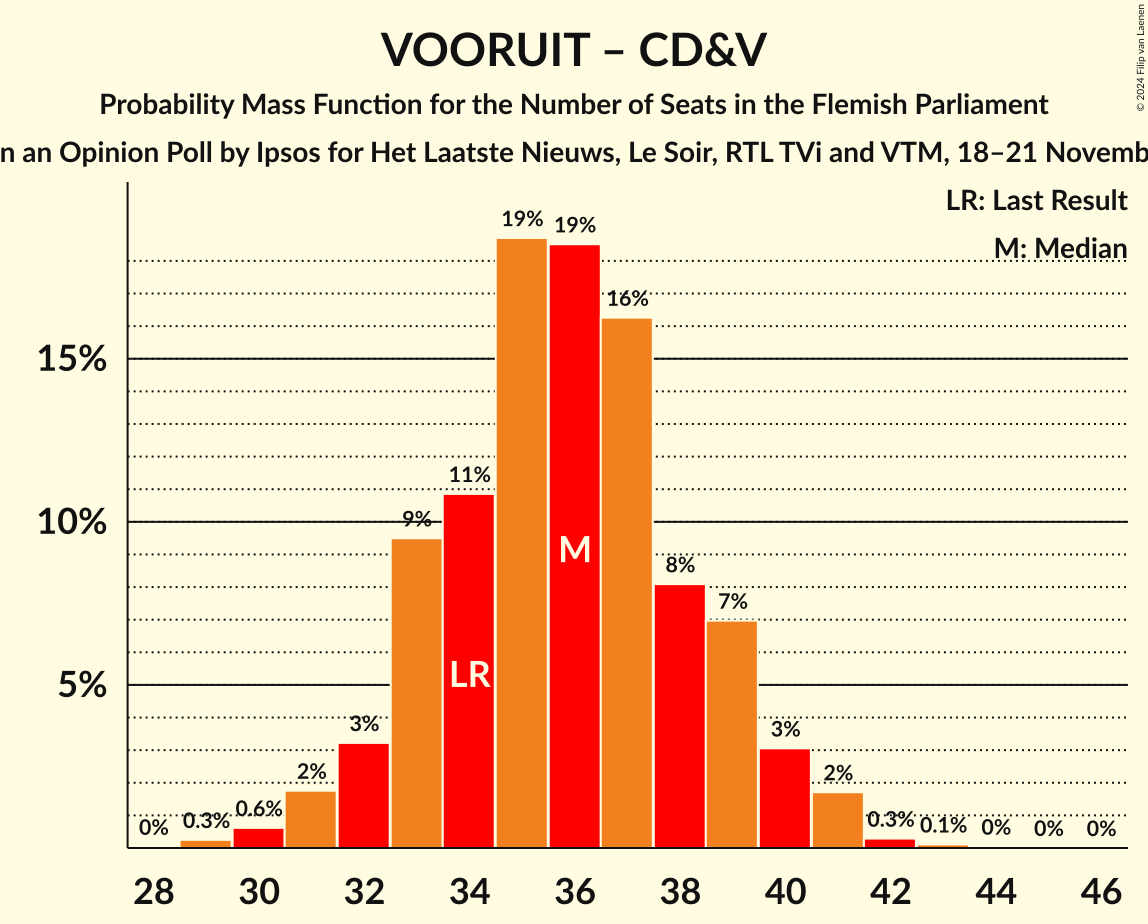 VOORUIT – CD&V
Probability Mass Function for the Number of Seats in the Flemish Parliament
an Opinion Poll by Ipsos for Het Laatste Nieuws, Le Soir, RTL TVi and VTM, 18–21
© 2024 Filip van Laenen
LR: Last Result
M: Median
19% 19%
16%
15%
11%
10%
9%
M
8%
7%
LR
5%
3% 3%
2% 2%
0% 0.3% 0.6% 0.3% 0.1% 0% 0% 0%
28 30 32 34 36 38 40 42 44 46